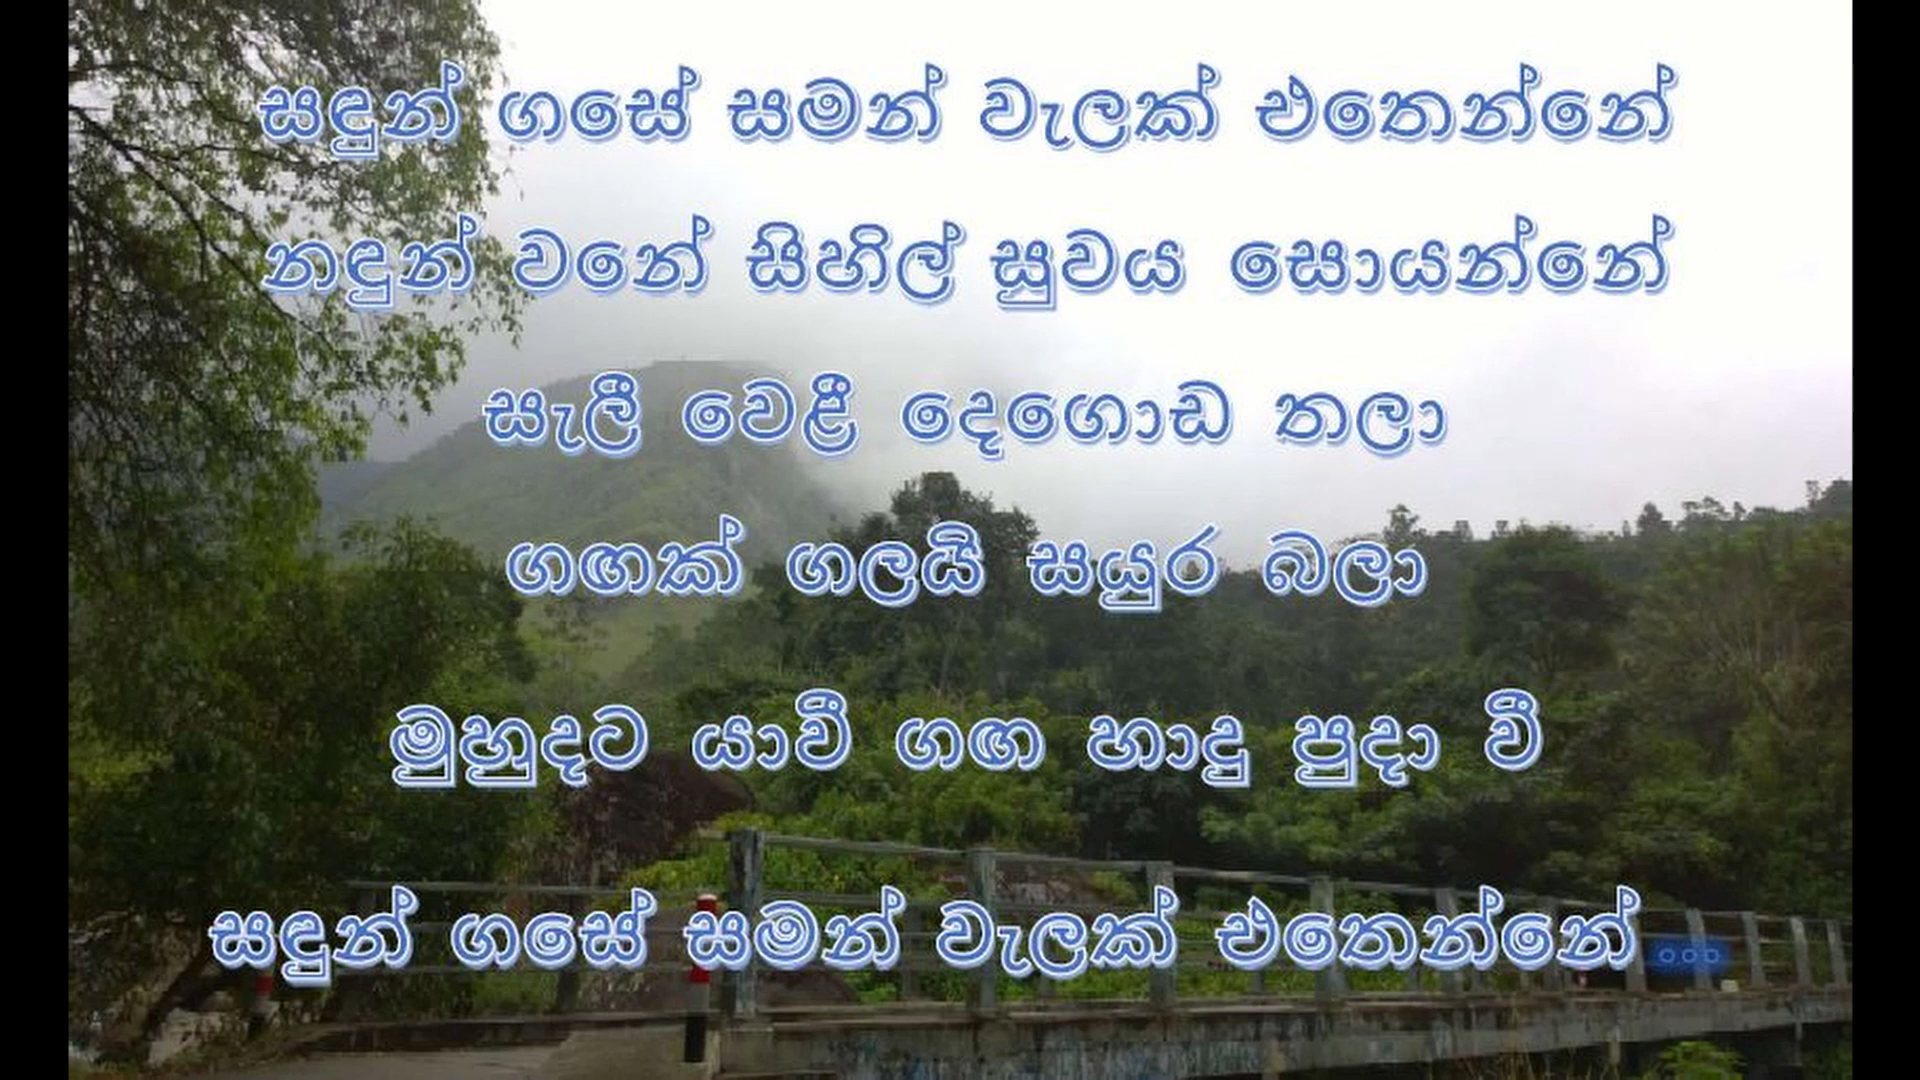 සඳුන් ගසේ සමන් වැලක් එතෙන්නේ
නඳුන් වනේ සිහිල් සුවය සොයන්නේ
සැලී වෙළී දෙගොඩ තලා
ගඟක් ගලයි සයුර බලා
මුහුදට යාවී ගඟ හාදු පුදා වී
සඳුන් ගසේ සමන් වැලක් එතෙන්නේ ...